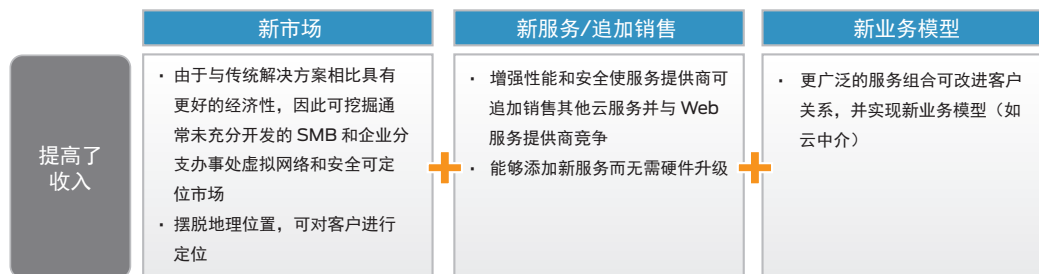 新市场
新服务/追加销售
新业务模型
提高了
收入
· 由于与传统解决方案相比具有
更好的经济性，因此可挖掘通
常未充分开发的 SMB 和企业分
支办事处虚拟网络和安全可定
位市场
· 摆脱地理位置，可对客户进行
定位
· 增强性能和安全使服务提供商可
追加销售其他云服务并与 Web
服务提供商竞争
· 能够添加新服务而无需硬件升级
· 更广泛的服务组合可改进客户
关系，并实现新业务模型（如
云中介）